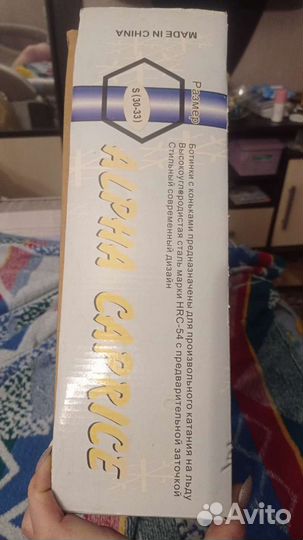 MADE IN CHINA
Размер
S (30-33)
ALPHA CAPRICE
Ботинки с коньками предназначены для произвольного катания на льду
Высокоуглеродистая сталь марки HRC-54 с предварительной заточкой
Стильный современный дизайн
Avito